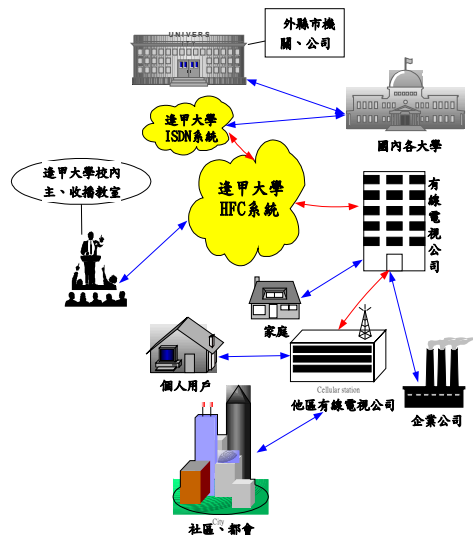 外縣市機
關、公司
UNIVERS
逢甲大學
ISDN系統
國內各大學
逢甲大學校內
主、收播教室
逢甲大學
HFC系統
有線電視公司
家庭
個人用戶
Cellular station
他區有線電視公司
企業公司
City
社區、都會